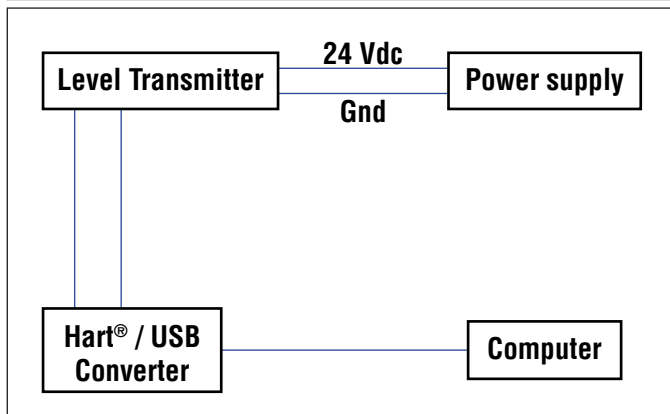 24 Vdc
Level Transmitter
Power supply
Gnd
Hart® / USB
Converter
Computer